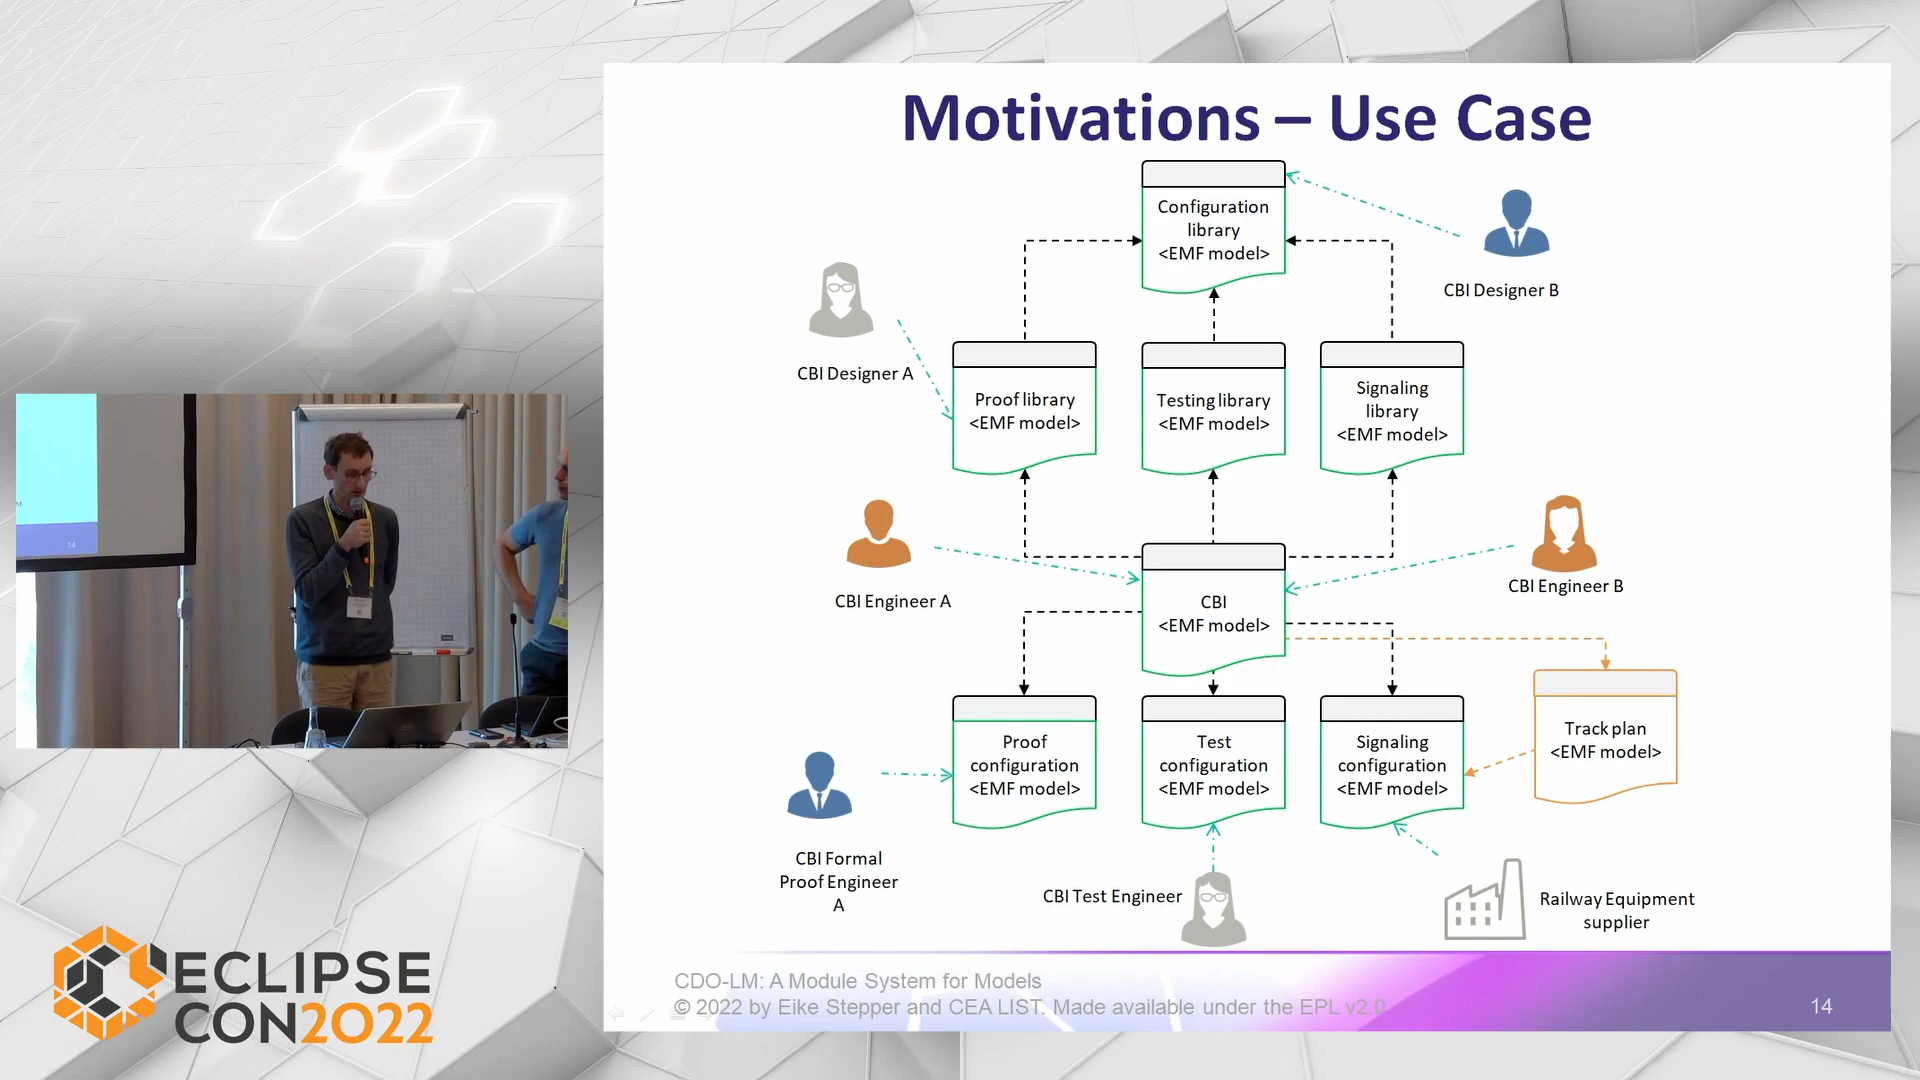 Motivations – Use Case
Configuration
library
<EMF model>
CBI Designer B
CBI Designer A
Proof library
<EMF model>
Testing library
<EMF model>
Signaling
library
<EMF model>
CBI Engineer A
CBI Engineer B
CBI
<EMF model>
Proof
configuration
<EMF model>
Test
configuration
<EMF model>
Signaling
configuration
<EMF model>
Track plan
<EMF model>
CBI Formal
Proof Engineer
A
CBI Test Engineer
Railway Equipment
supplier
CDO-LM: A Module System for Models
© 2022 by Eike Stepper and CEA LIST. Made available under the EPL v2.0
14
14
ECLIPSE
CON2022